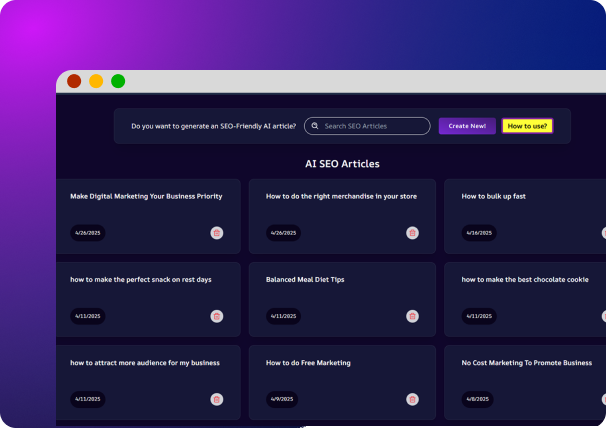 Do you want to generate an SEO-Friendly AI article?
Search SEO Articles
Create New!
How to use?
AI SEO Articles
Make Digital Marketing Your Business Priority
How to do the right merchandise in your store
How to bulk up fast
4/26/2025
4/26/2025
4/16/2025
how to make the perfect snack on rest days
Balanced Meal Diet Tips
how to make the best chocolate cookie
4/11/2025
4/11/2025
4/11/2025
how to attract more audience for my business
How to do Free Marketing
No Cost Marketing To Promote Business
4/11/2025
4/9/2025
4/8/2025